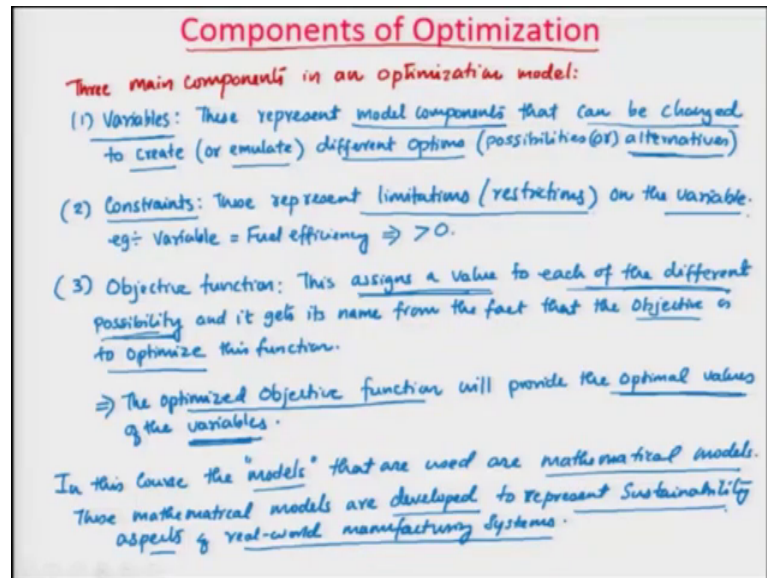 Components of Optimization
Three main components in an optimization model:
(1) Variables: These represent model components that can be changed
to create (or emulate) different options (possibilities (or) alternatives)
(2) Constraints: These represent limitations (restrictions) on the variable.
eg:- Variable = Fuel efficiency ⇒ >0.
(3) Objective function: This assigns a value to each of the different
possibility and it gets its name from the fact that the objective is
to optimize this function.
⇒ The optimized objective function will provide the optimal values
of the variables.
In this course the "models" that are used are mathematical models.
These mathematical models are developed to represent sustainability
aspects of real-world manufacturing systems.